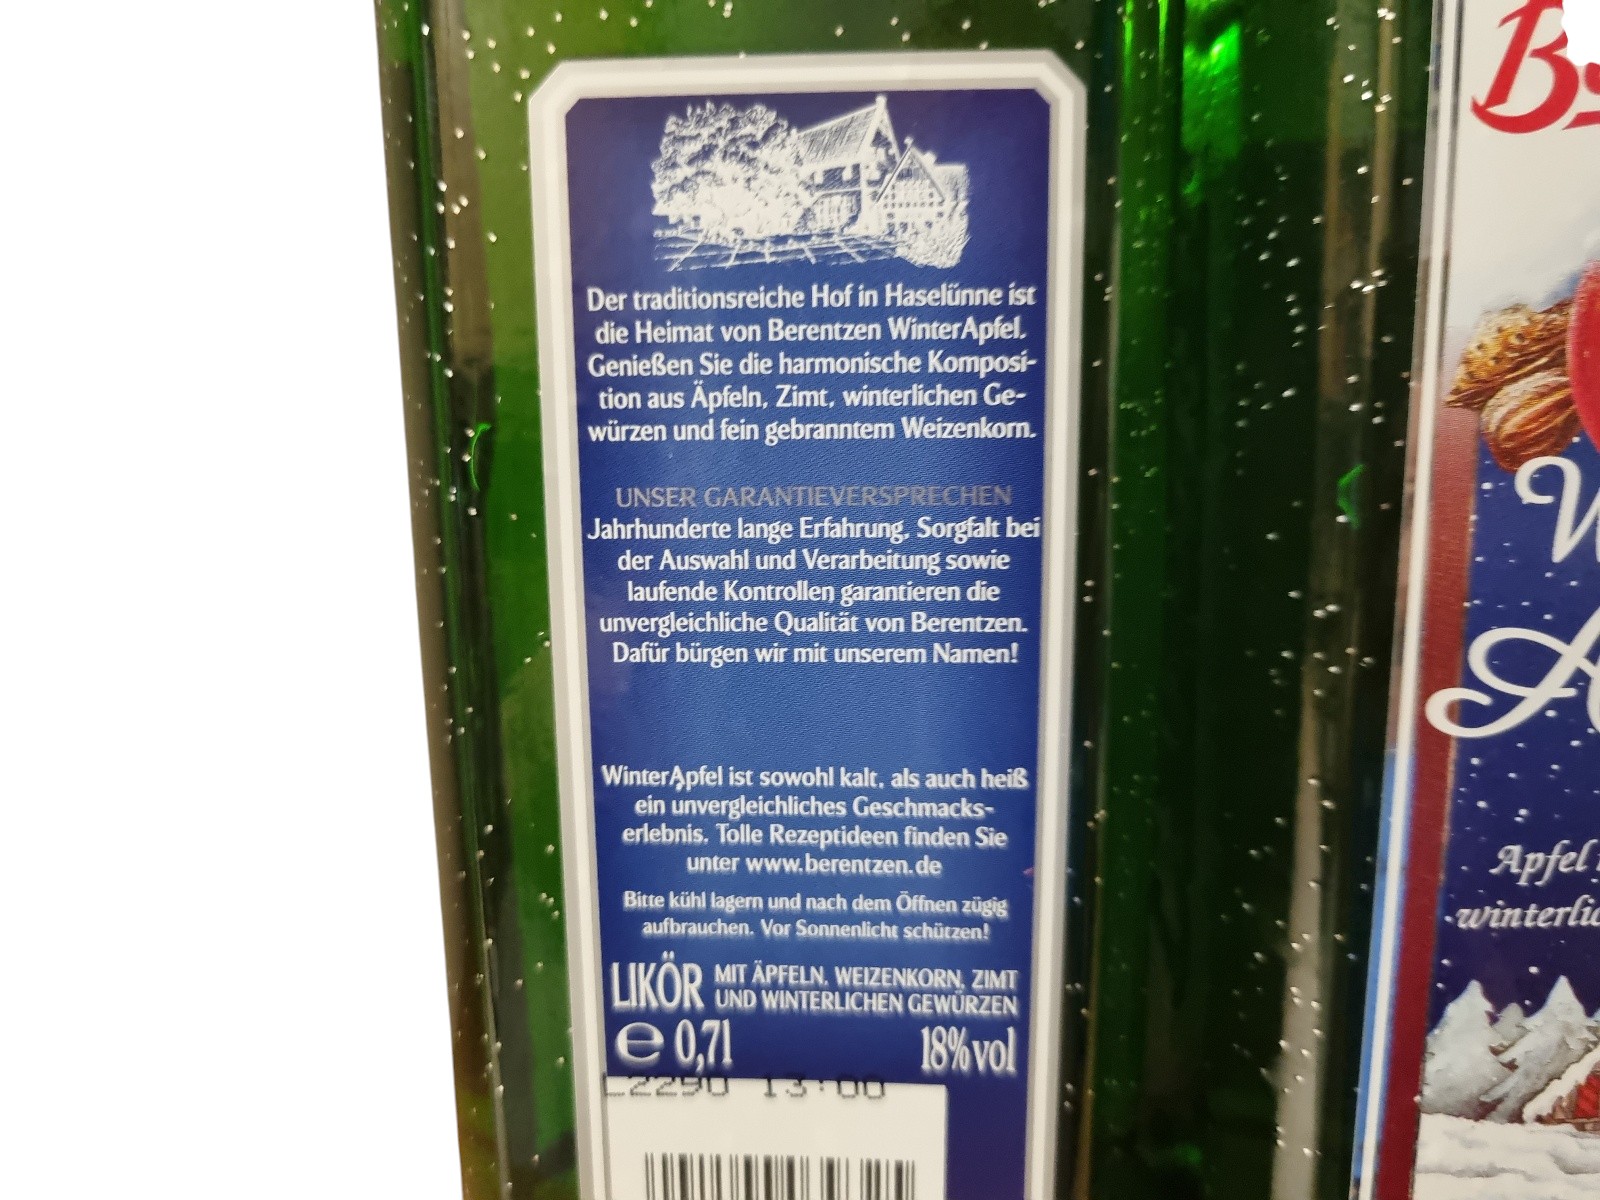 Der traditionsreiche Hof in Haselünne ist
die Heimat von Berentzen WinterApfel.
Genießen Sie die harmonische Komposi-
tion aus Äpfeln, Zimt, winterlichen Ge-
würzen und fein gebranntem Weizenkorn.
UNSER GARANTIEVERSPRECHEN
Jahrhunderte lange Erfahrung, Sorgfalt bei
der Auswahl und Verarbeitung sowie
laufende Kontrollen garantieren die
unvergleichliche Qualität von Berentzen.
Dafür bürgen wir mit unserem Namen!
WinterApfel ist sowohl kalt, als auch heiß
ein unvergleichliches Geschmacks-
erlebnis. Tolle Rezeptideen finden Sie
unter www.berentzen.de
Bitte kühl lagern und nach dem Öffnen zügig
aufbrauchen. Vor Sonnenlicht schützen!
LIKÖR MIT ÄPFELN, WEIZENKORN, ZIMT
UND WINTERLICHEN GEWÜRZEN
e 0,7l 18%vol
L2290 13:00
Apfel